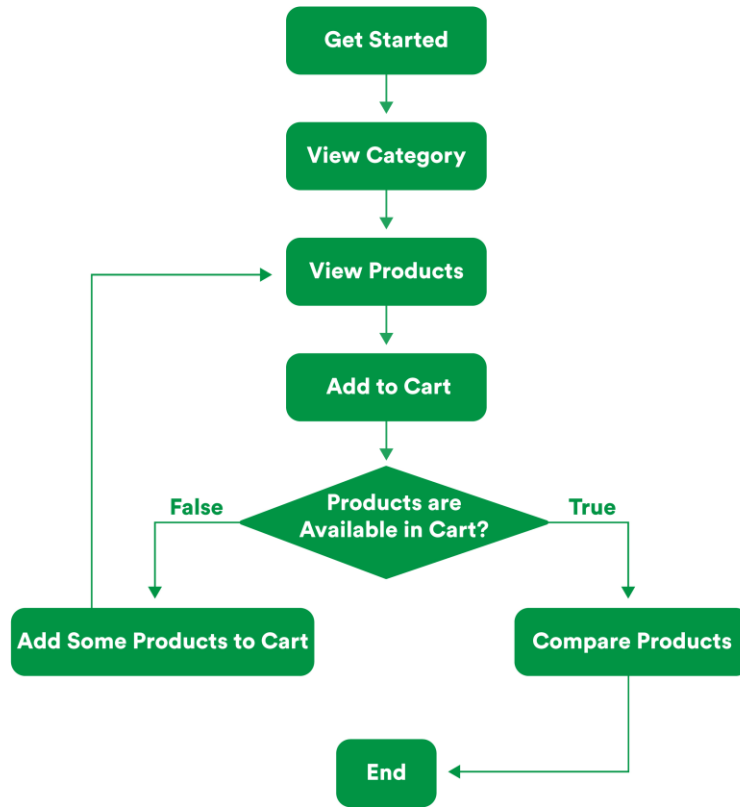 Get Started
View Category
View Products
Add to Cart
False
Products are
Available in Cart?
True
Add Some Products to Cart
Compare Products
End